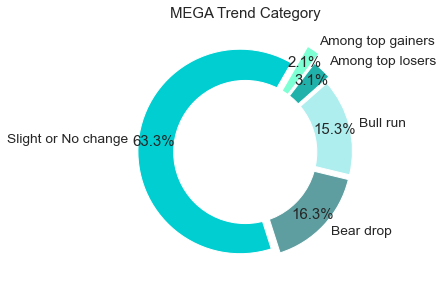 MEGA Trend Category
Among top gainers
2.1%
Among top losers
3.1%
Bull run
15.3%
Slight or No change
63.3%
16.3%
Bear drop